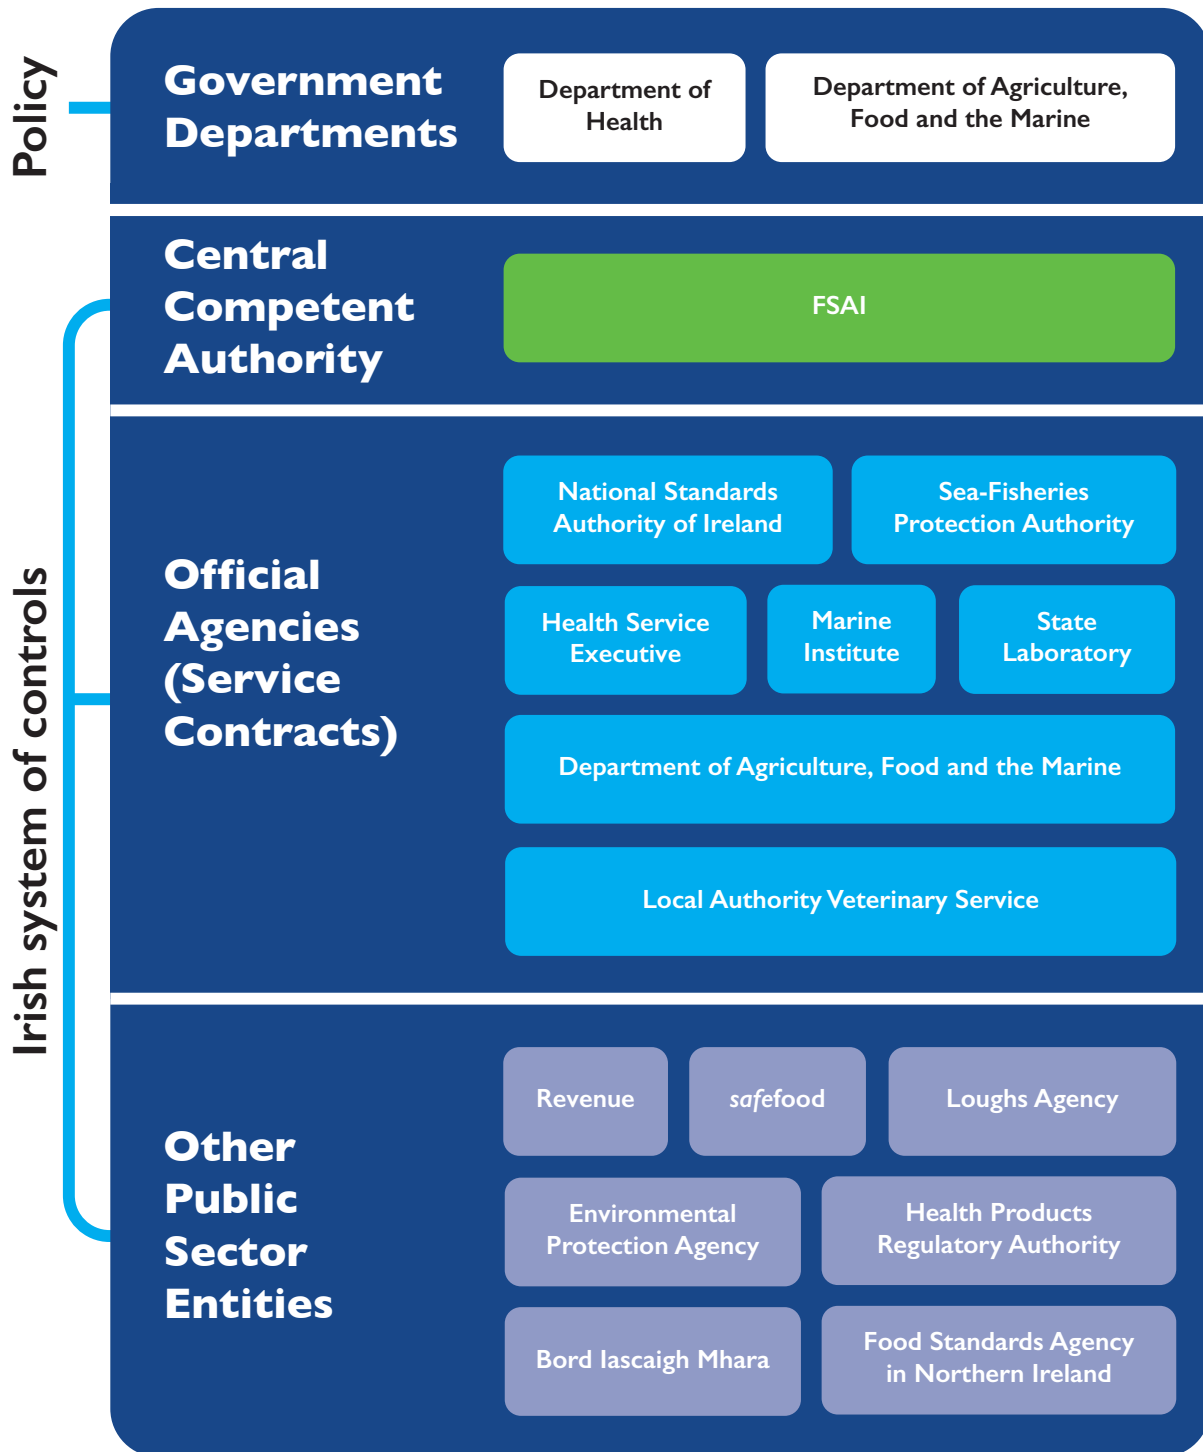 Policy
Government
Departments
Department of
Health
Department of Agriculture,
Food and the Marine
Irish system of controls
Central
Competent
Authority
FSAI
Official
Agencies
(Service
Contracts)
National Standards
Authority of Ireland
Sea-Fisheries
Protection Authority
Health Service
Executive
Marine
Institute
State
Laboratory
Department of Agriculture, Food and the Marine
Local Authority Veterinary Service
Other
Public
Sector
Entities
Revenue
safefood
Loughs Agency
Environmental
Protection Agency
Health Products
Regulatory Authority
Bord Iascaigh Mhara
Food Standards Agency
in Northern Ireland